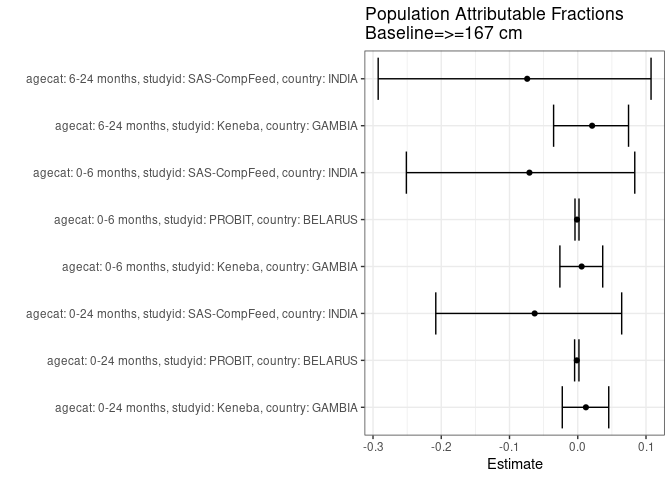 Population Attributable Fractions
Baseline=>=167 cm
agecat: 6-24 months, studyid: SAS-CompFeed, country: INDIA
agecat: 6-24 months, studyid: Keneba, country: GAMBIA
agecat: 0-6 months, studyid: SAS-CompFeed, country: INDIA
agecat: 0-6 months, studyid: PROBIT, country: BELARUS
agecat: 0-6 months, studyid: Keneba, country: GAMBIA
agecat: 0-24 months, studyid: SAS-CompFeed, country: INDIA
agecat: 0-24 months, studyid: PROBIT, country: BELARUS
agecat: 0-24 months, studyid: Keneba, country: GAMBIA
-0.3 -0.2 -0.1 0.0 0.1
Estimate